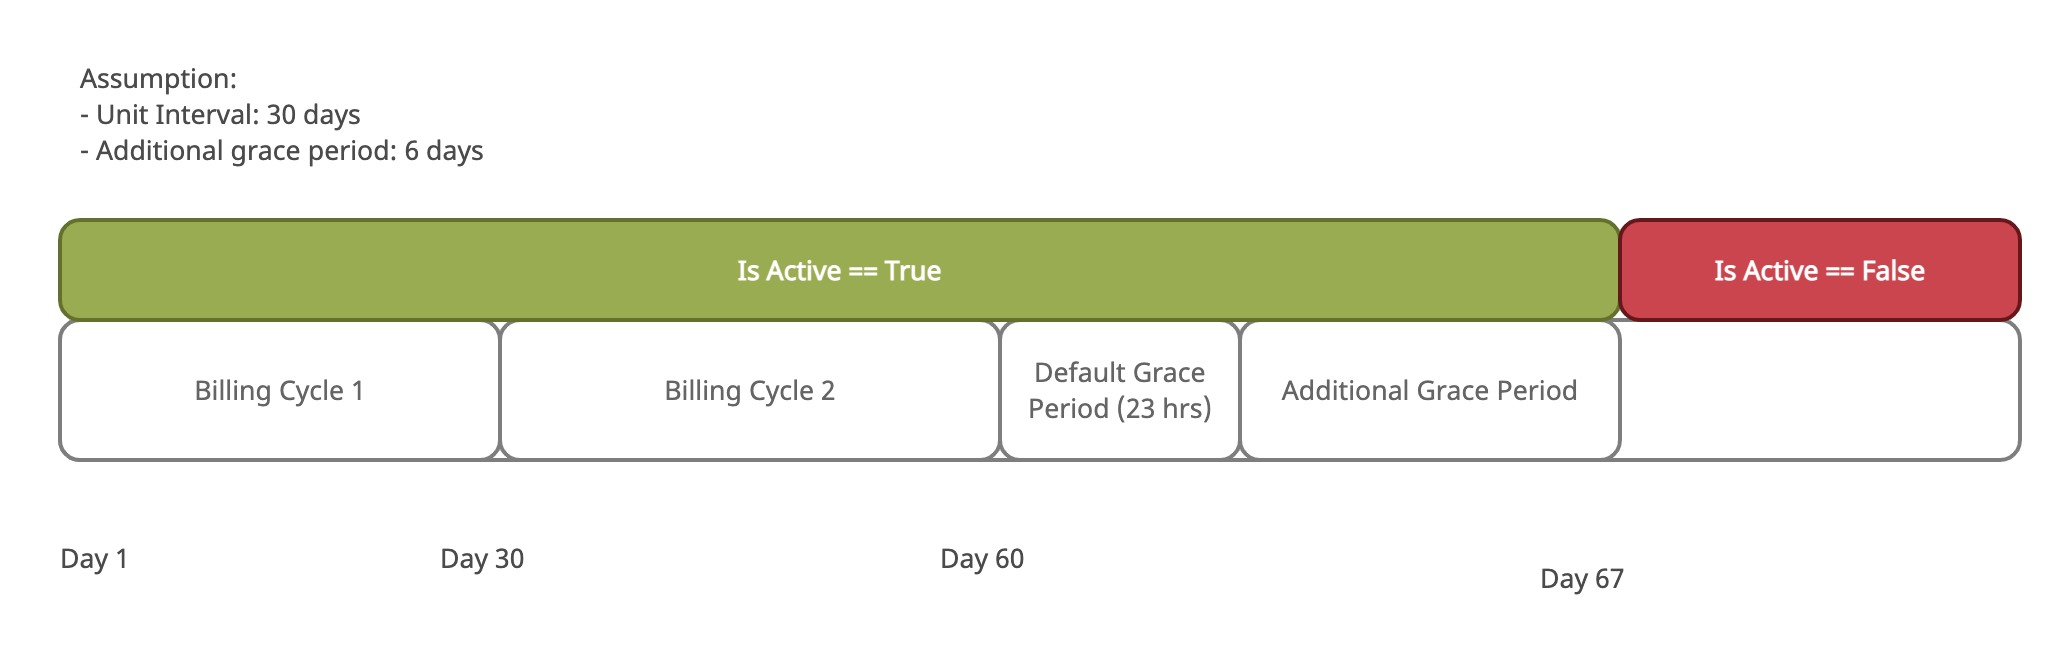 Assumption:
- Unit Interval: 30 days
- Additional grace period: 6 days
Is Active == True
Is Active == False
Billing Cycle 1
Billing Cycle 2
Default Grace
Period (23 hrs)
Additional Grace Period
Day 1
Day 30
Day 60
Day 67